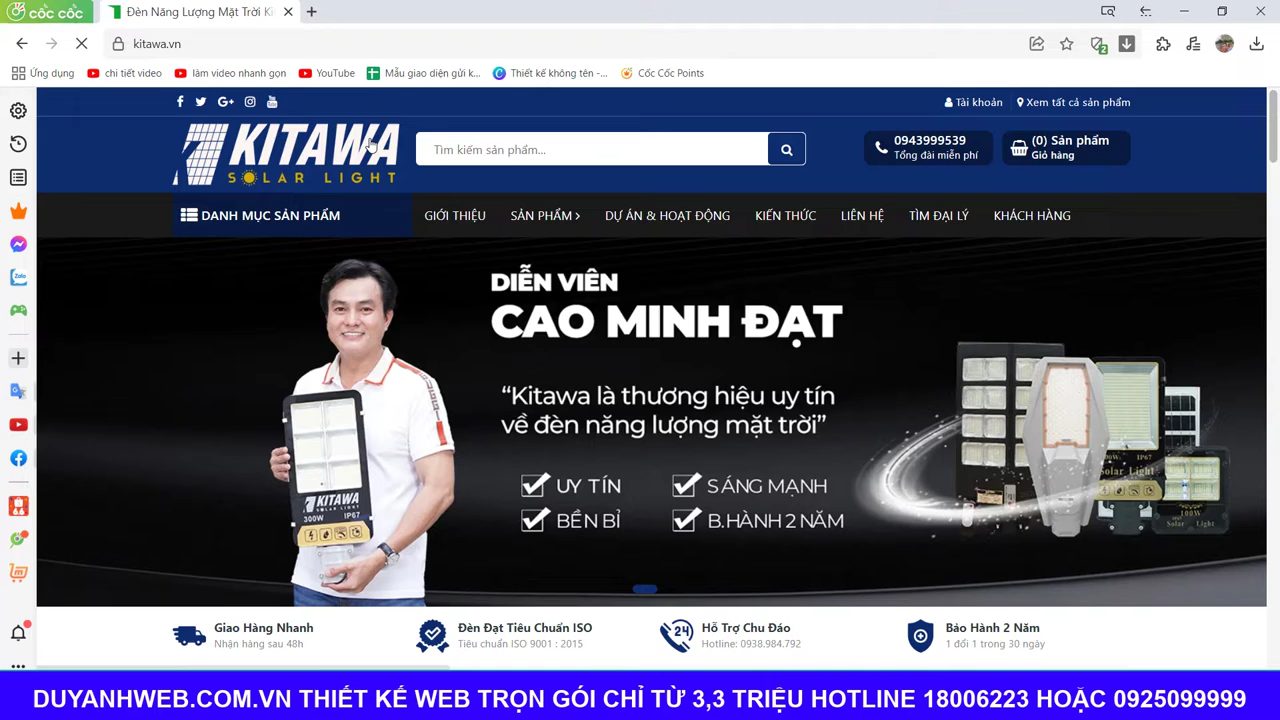 cốc cốc
Đèn Năng Lượng Mặt Trời Ki
kitawa.vn
Ứng dụng
chi tiết video
làm video nhanh gọn
YouTube
Mẫu giao diện gửi k...
Thiết kế không tên -...
Cốc Cốc Points
Tài khoản
Xem tất cả sản phẩm
KITAWA
SOLAR LIGHT
Tìm kiếm sản phẩm...
0943999539
Tổng đài miễn phí
(0) Sản phẩm
Giỏ hàng
DANH MỤC SẢN PHẨM
GIỚI THIỆU
SẢN PHẨM
DỰ ÁN & HOẠT ĐỘNG
KIẾN THỨC
LIÊN HỆ
TÌM ĐẠI LÝ
KHÁCH HÀNG
DIỄN VIÊN
CAO MINH ĐẠT
“Kitawa là thương hiệu uy tín
về đèn năng lượng mặt trời”
UY TÍN
SÁNG MẠNH
BỀN BỈ
B.HÀNH 2 NĂM
KITAWA
SOLAR LIGHT
300W IP67
IP67
Solar Light
100W
Solar Light
Giao Hàng Nhanh
Nhận hàng sau 48h
Đèn Đạt Tiêu Chuẩn ISO
Tiêu chuẩn ISO 9001 : 2015
24
Hỗ Trợ Chu Đáo
Hotline: 0938.984.792
Bảo Hành 2 Năm
1 đổi 1 trong 30 ngày
DUYANHWEB.COM.VN THIẾT KẾ WEB TRỌN GÓI CHỈ TỪ 3,3 TRIỆU HOTLINE 18006223 HOẶC 0925099999